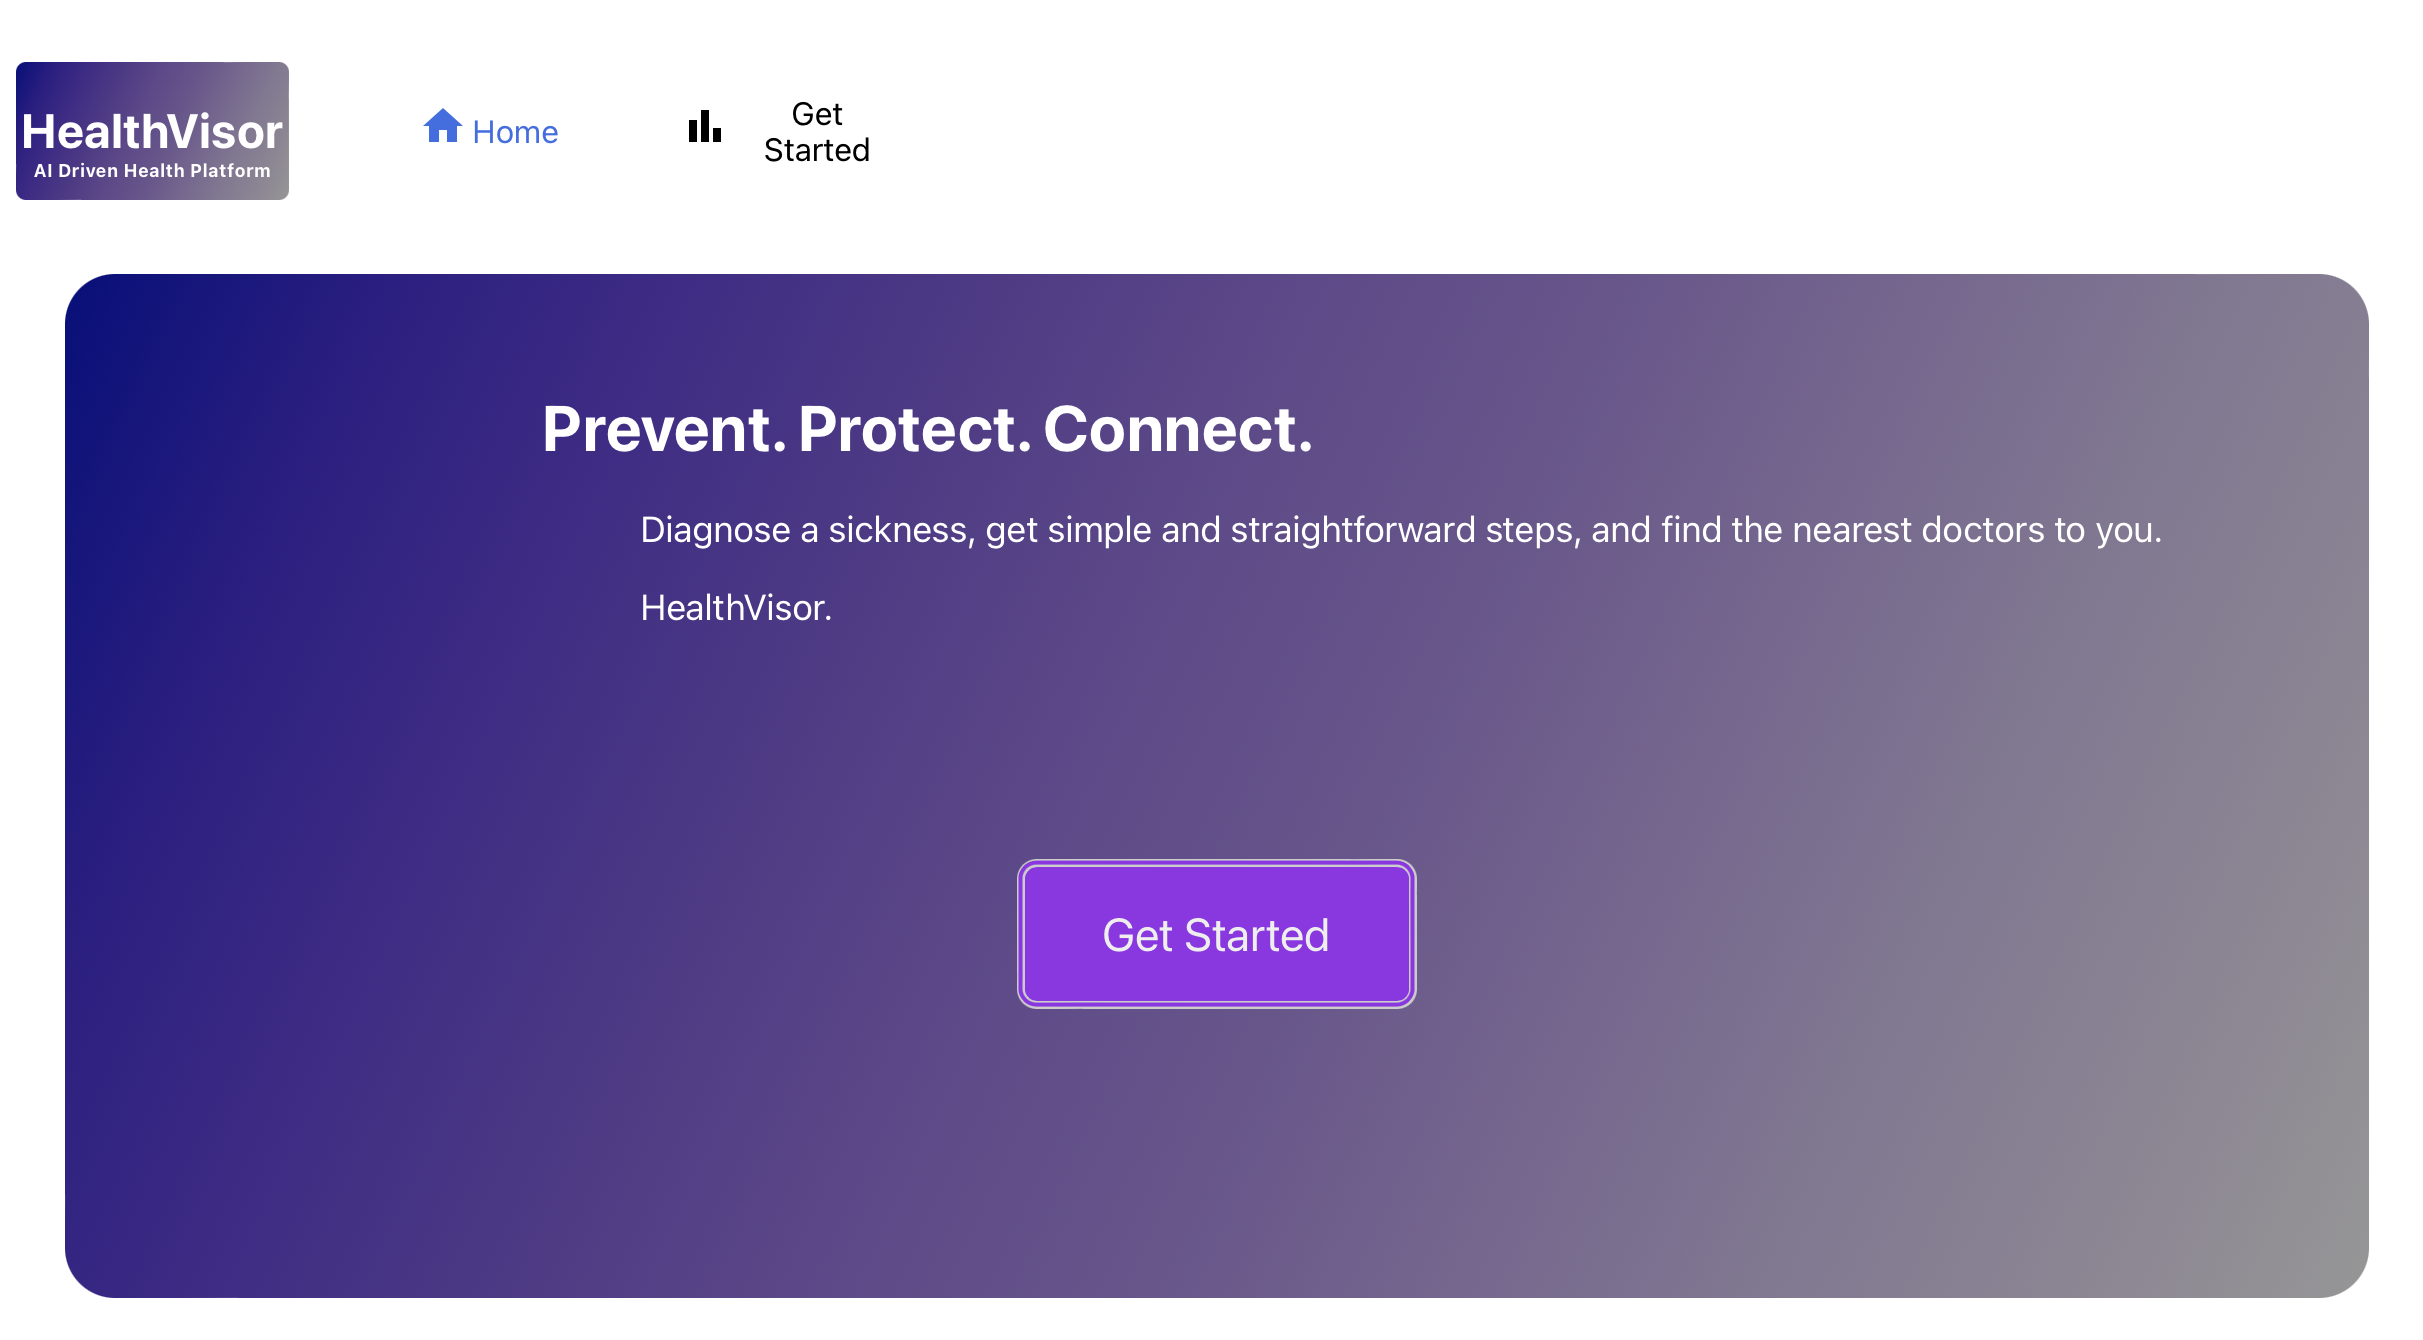 HealthVisor
AI Driven Health Platform
Home
Get
Started
Prevent. Protect. Connect.
Diagnose a sickness, get simple and straightforward steps, and find the nearest doctors to you.
HealthVisor.
Get Started